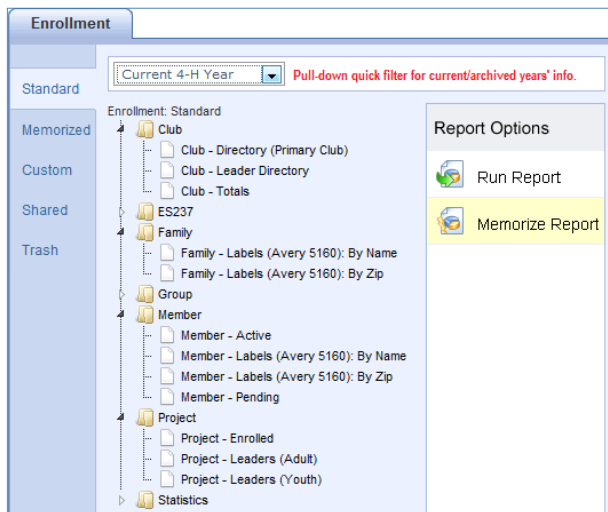 Enrollment
Standard
Memorized
Custom
Shared
Trash
Current 4-H Year
Pull-down quick filter for current/archived years' info.
Enrollment: Standard
Club
Club - Directory (Primary Club)
Club - Leader Directory
Club - Totals
ES237
Family
Family - Labels (Avery 5160): By Name
Family - Labels (Avery 5160): By Zip
Group
Member
Member - Active
Member - Labels (Avery 5160): By Name
Member - Labels (Avery 5160): By Zip
Member - Pending
Project
Project - Enrolled
Project - Leaders (Adult)
Project - Leaders (Youth)
Statistics
Report Options
Run Report
Memorize Report